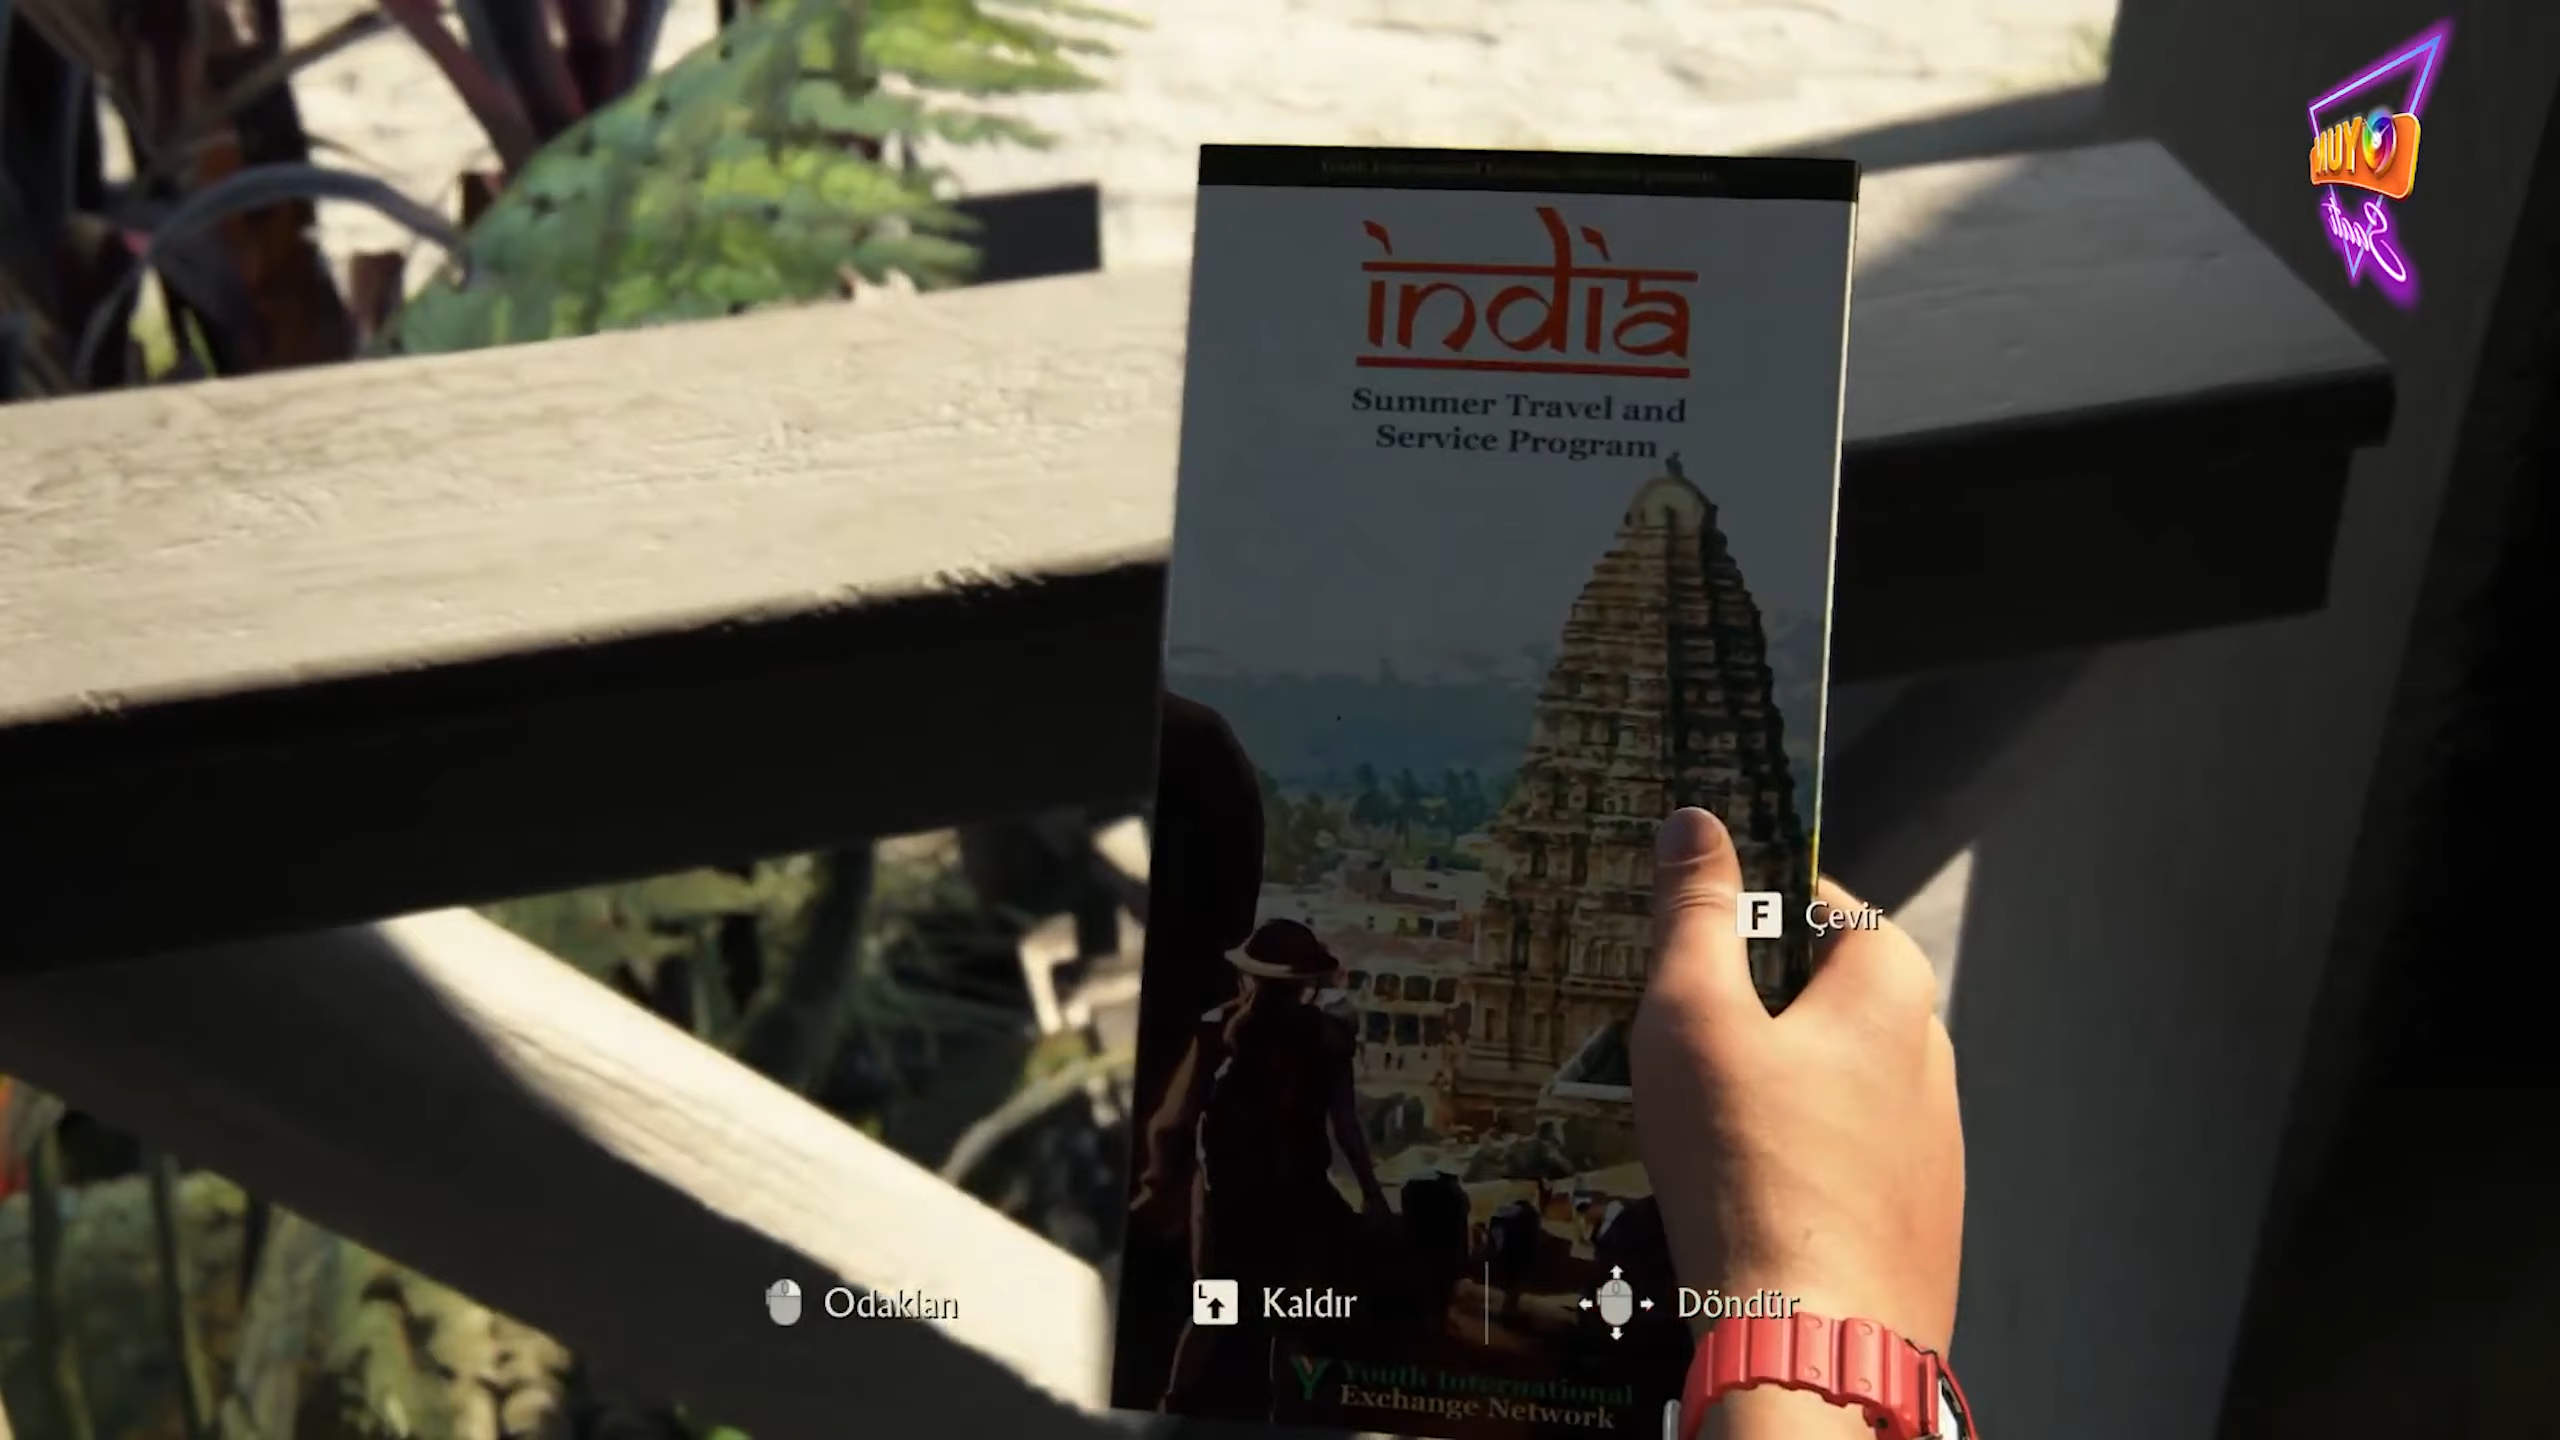 india
Summer Travel and
Service Program
F Çevir
Odaklan
Kaldır
Döndür
Youth International
Exchange Network